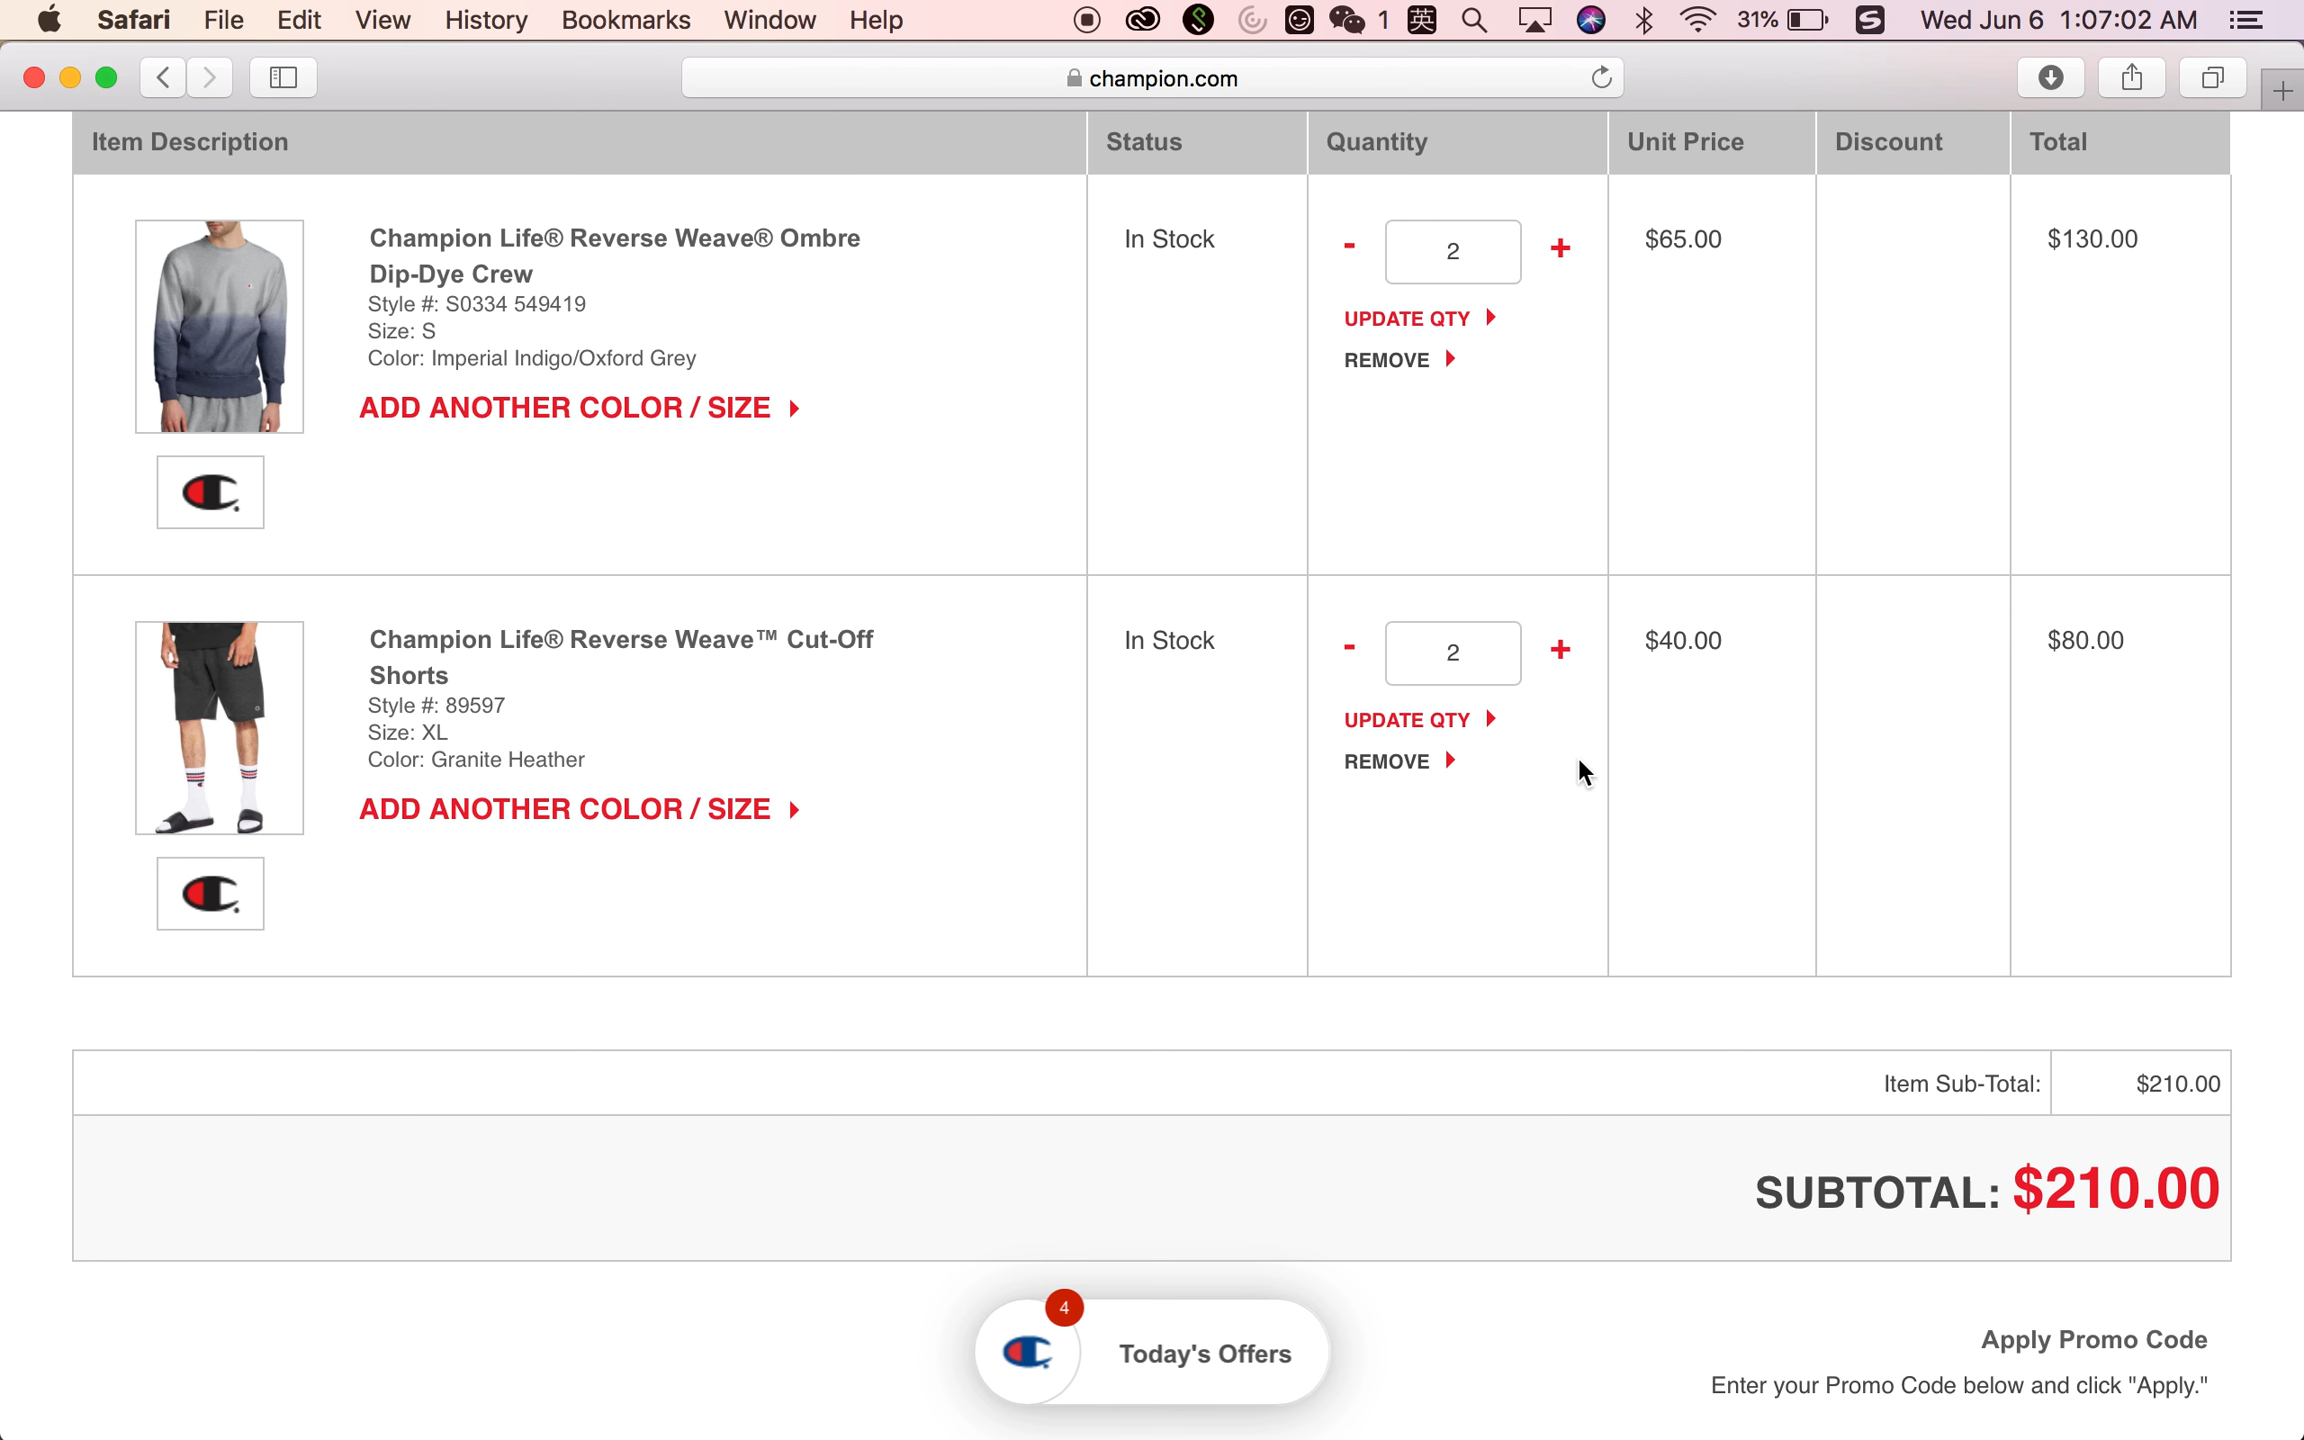 Safari File Edit View History Bookmarks Window Help 1 英 31% Wed Jun 6 1:07:02 AM
champion.com
Item Description Status Quantity Unit Price Discount Total
Champion Life® Reverse Weave® Ombre
Dip-Dye Crew
Style #: S0334 549419
Size: S
Color: Imperial Indigo/Oxford Grey
ADD ANOTHER COLOR / SIZE
In Stock
- 2 +
UPDATE QTY
REMOVE
$65.00
$130.00
Champion Life® Reverse Weave™ Cut-Off
Shorts
Style #: 89597
Size: XL
Color: Granite Heather
ADD ANOTHER COLOR / SIZE
In Stock
- 2 +
UPDATE QTY
REMOVE
$40.00
$80.00
Item Sub-Total: $210.00
SUBTOTAL: $210.00
4
Today's Offers
Apply Promo Code
Enter your Promo Code below and click "Apply."